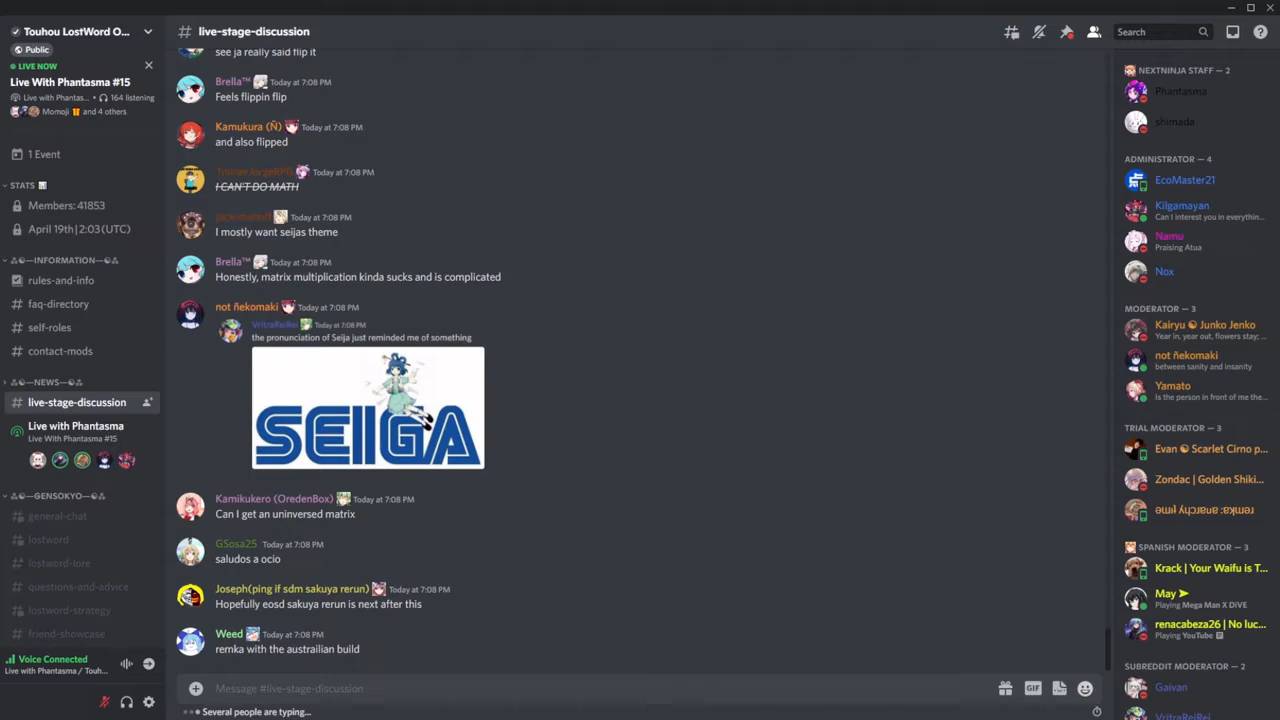 Touhou LostWord O...
Public
LIVE NOW
Live With Phantasma #15
Live with Phantas... • 164 listening
Momoji and 4 others
1 Event
STATS
Members: 41853
April 19th | 2:03 (UTC)
INFORMATION
rules-and-info
# faq-directory
# self-roles
# contact-mods
NEWS
# live-stage-discussion
Live with Phantasma
Live With Phantasma #15
GENSOKYO
general-chat
lostword
lostword-lore
questions-and-advice
lostword-strategy
friend-showcase
Voice Connected
Live with Phantasma / Touh...
# live-stage-discussion
Search
see ja really said flip it
Brella™ Today at 7:08 PM
Feels flippin flip
Kamukura (Ñ) Today at 7:08 PM
and also flipped
Today at 7:08 PM
I CAN'T DO MATH
Today at 7:08 PM
I mostly want seijas theme
Brella™ Today at 7:08 PM
Honestly, matrix multiplication kinda sucks and is complicated
not ñekomaki Today at 7:08 PM
VritraReiRei Today at 7:08 PM
the pronunciation of Seija just reminded me of something
SEIGA
Kamikukero (OredenBox) Today at 7:08 PM
Can I get an uninversed matrix
GSosa25 Today at 7:08 PM
saludos a ocio
Joseph(ping if sdm sakuya rerun) Today at 7:08 PM
Hopefully eosd sakuya rerun is next after this
Weed Today at 7:08 PM
remka with the austrailian build
Message #live-stage-discussion
GIF
Several people are typing...
NEXTNINJA STAFF — 2
Phantasma
shimada
ADMINISTRATOR — 4
EcoMaster21
Kilgamayan
Can I interest you in everythin...
Namu
Praising Atua
Nox
MODERATOR — 3
Kairyu ☯ Junko Jenko
Year in, year out, flowers stay; ...
not ñekomaki
between sanity and insanity
Yamato
Is the person in front of me the...
TRIAL MODERATOR — 3
Evan ☯ Scarlet Cirno p...
Zondac | Golden Shiki...
SPANISH MODERATOR — 3
Krack | Your Waifu is T...
May ➤
Playing Mega Man X DiVE
renacabeza26 | No luc...
Playing YouTube
SUBREDDIT MODERATOR — 2
Gaivan
VritraReiRei